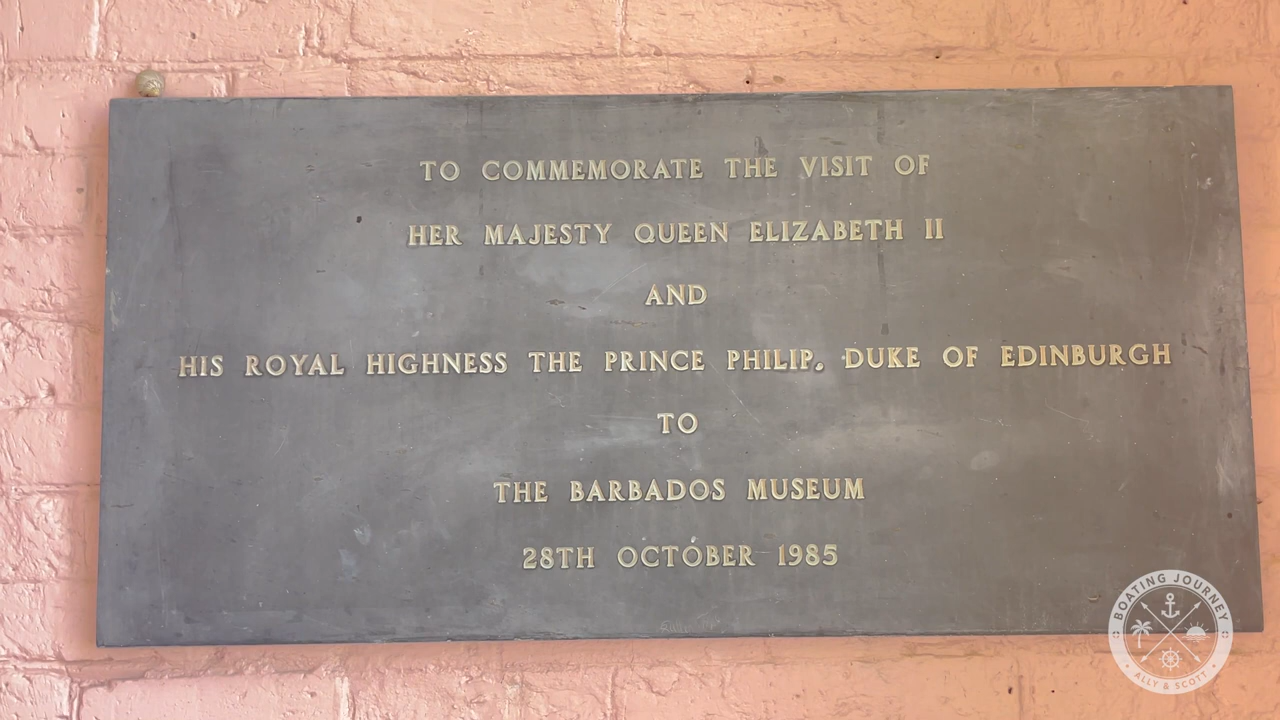 TO COMMEMORATE THE VISIT OF
HER MAJESTY QUEEN ELIZABETH II
AND
HIS ROYAL HIGHNESS THE PRINCE PHILIP, DUKE OF EDINBURGH
TO
THE BARBADOS MUSEUM
28TH OCTOBER 1985
BOATING JOURNEY
ALLY & SCOTT